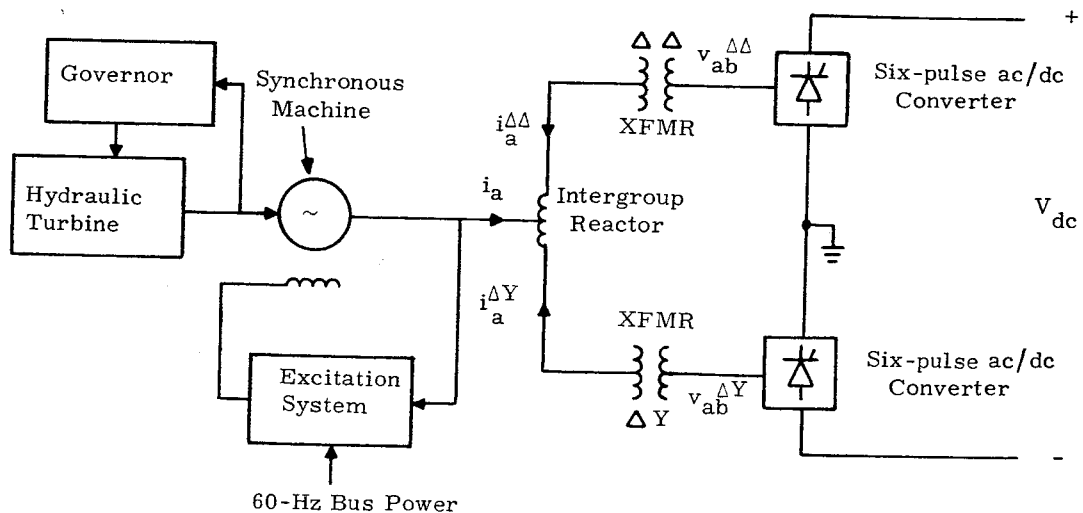 Governor
Hydraulic
Turbine
Synchronous
Machine
~
Excitation
System
60-Hz Bus Power
i_a
i_a^ΔΔ
i_a^ΔY
Intergroup
Reactor
Δ Δ
XFMR
v_ab^ΔΔ
XFMR
Δ Y
v_ab^ΔY
Six-pulse ac/dc
Converter
Six-pulse ac/dc
Converter
+
V_dc
-